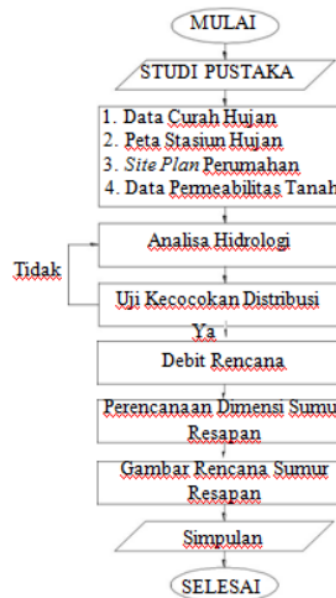 MULAI
STUDI PUSTAKA
1. Data Curah Hujan
2. Peta Stasiun Hujan
3. Site Plan Perumahan
4. Data Permeabilitas Tanah
Analisa Hidrologi
Tidak
Uji Kecocokan Distribusi
Ya
Debit Rencana
Perencanaan Dimensi Sumur
Resapan
Gambar Rencana Sumur
Resapan
Simpulan
SELESAI